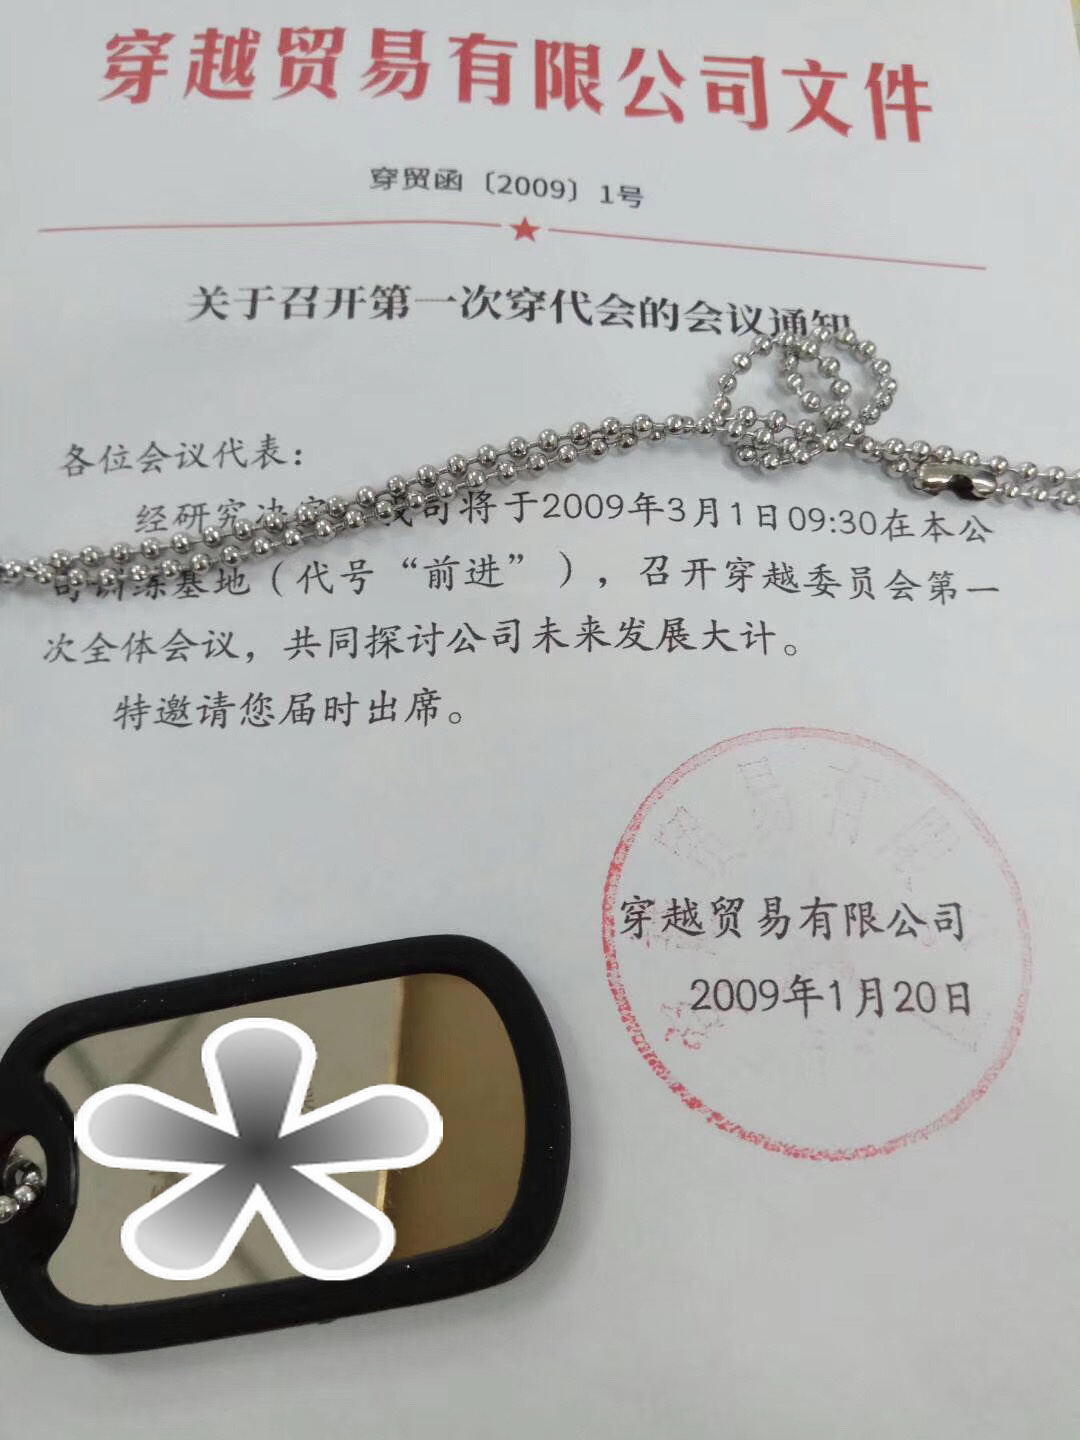 穿越贸易有限公司文件
穿贸函〔2009〕1号
关于召开第一次穿代会的会议通知
各位会议代表：
经研究决定，我司将于2009年3月1日09:30在本公
司训练基地（代号“前进”），召开穿越委员会第一
次全体会议，共同探讨公司未来发展大计。
特邀请您届时出席。
贸易有限
穿越贸易有限公司
2009年1月20日